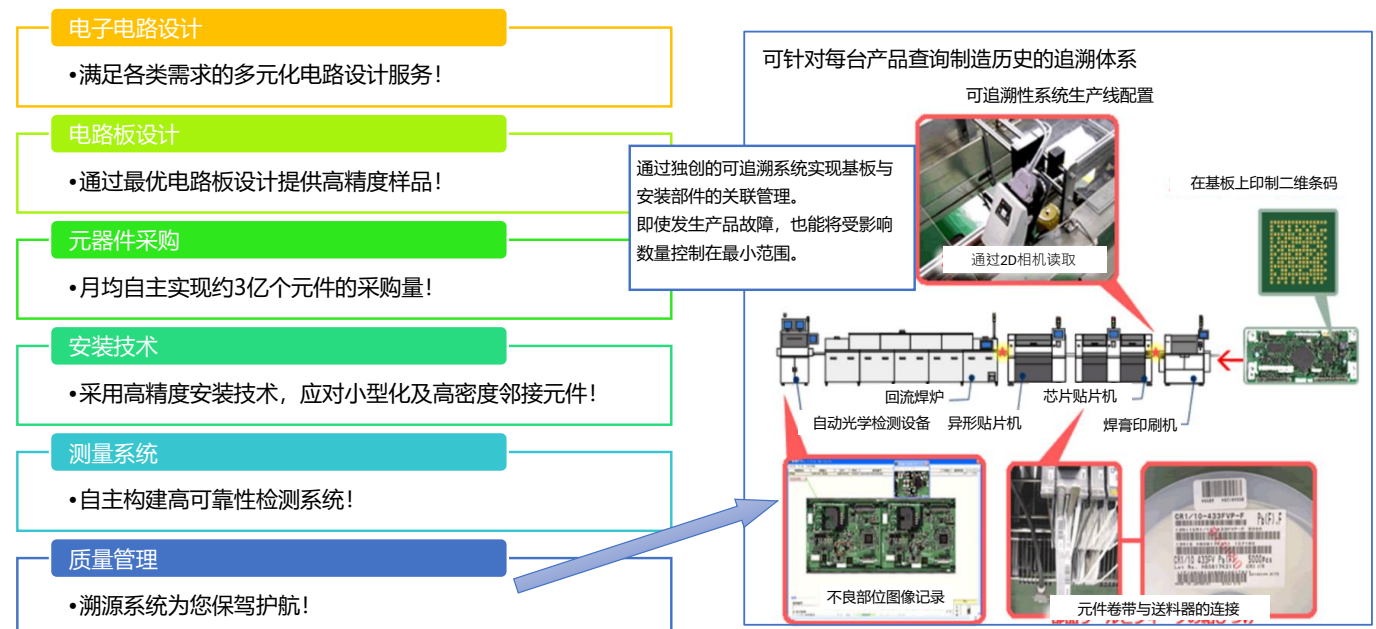 电子电路设计
•满足各类需求的多元化电路设计服务！
电路板设计
•通过最优电路板设计提供高精度样品！
元器件采购
•月均自主实现约3亿个元件的采购量！
安装技术
•采用高精度安装技术，应对小型化及高密度邻接元件！
测量系统
•自主构建高可靠性检测系统！
质量管理
•溯源系统为您保驾护航！
通过独创的可追溯系统实现基板与
安装部件的关联管理。
即使发生产品故障，也能将受影响
数量控制在最小范围。
可针对每台产品查询制造历史的追溯体系
可追溯性系统生产线配置
通过2D相机读取
在基板上印制二维条码
回流焊炉
芯片贴片机
自动光学检测设备
异形贴片机
焊膏印刷机
不良部位图像记录
CR1/10-433FVP-F
Pb(F).F
CR1/10 433FV Pb(F).
5000Pcs
元件卷带与送料器的连接